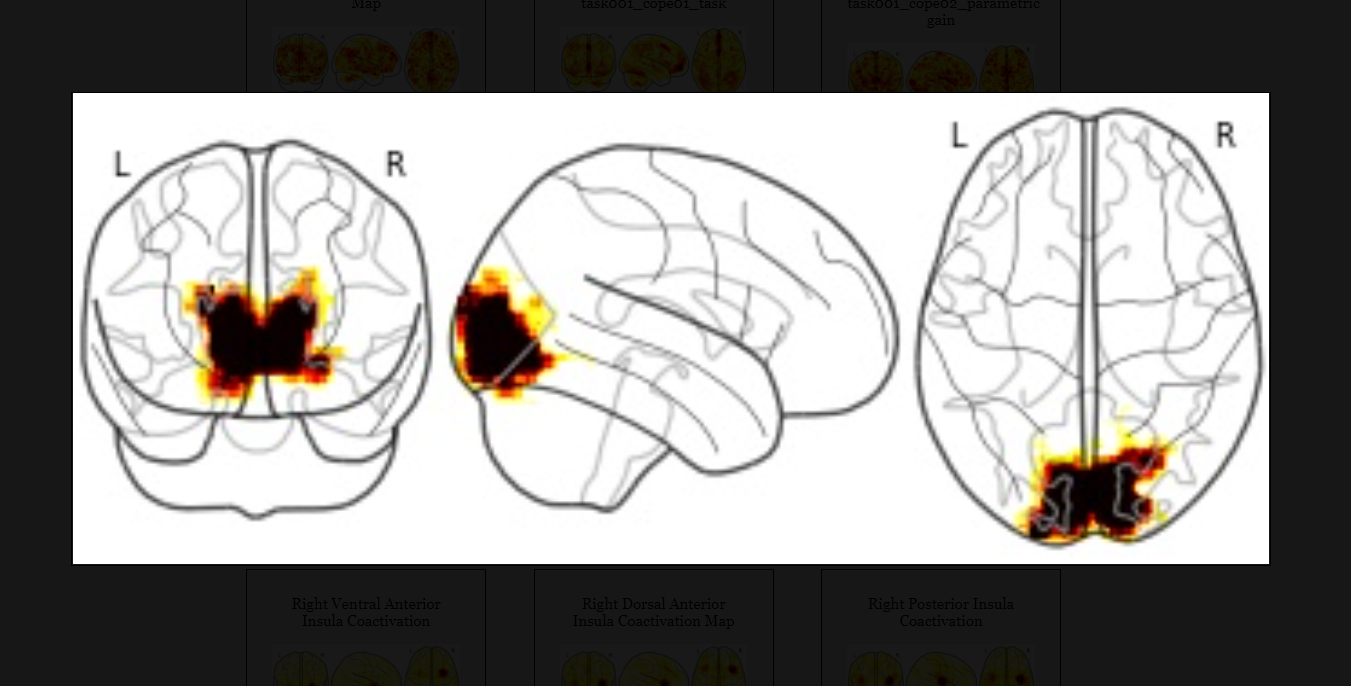 Map
task001_cope01_task
task001_cope02_parametric
gain
L
R
L
R
Right Ventral Anterior
Insula Coactivation
Right Dorsal Anterior
Insula Coactivation Map
Right Posterior Insula
Coactivation